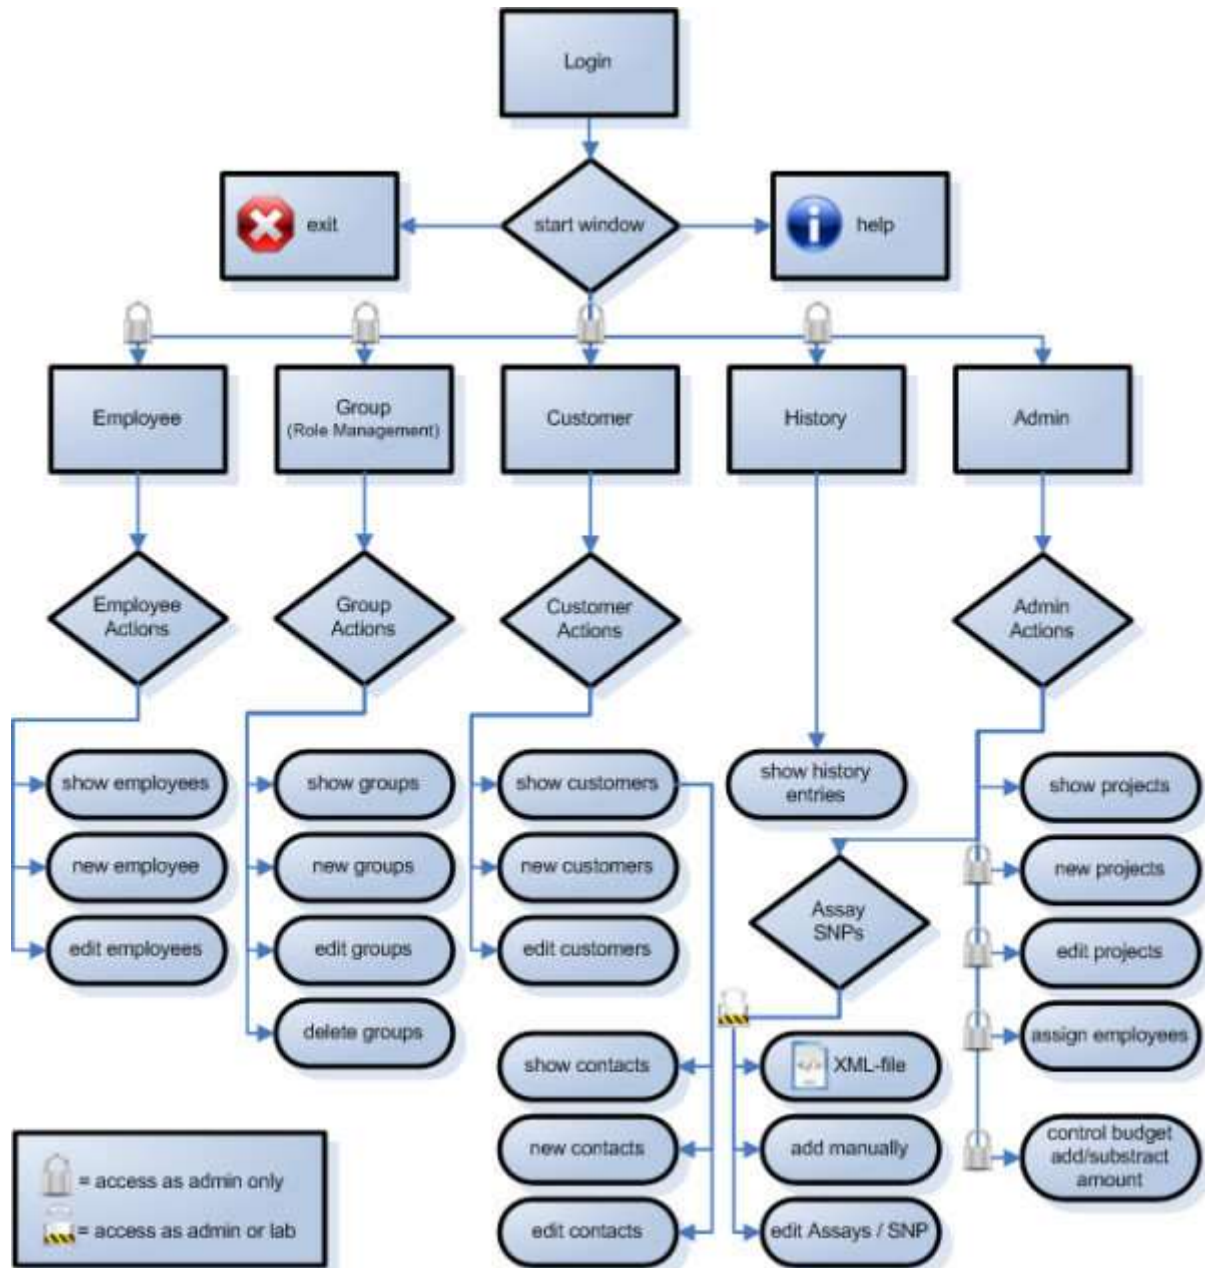 Login
exit
start window
help
Employee
Group
(Role Management)
Customer
History
Admin
Employee
Actions
Group
Actions
Customer
Actions
Admin
Actions
show employees
show groups
show customers
show history
entries
show projects
new employee
new groups
new customers
new projects
Assay
SNPs
edit employees
edit groups
edit customers
edit projects
delete groups
assign employees
show contacts
XML-file
new contacts
add manually
control budget
add/substract
amount
edit contacts
edit Assays / SNP
= access as admin only
= access as admin or lab